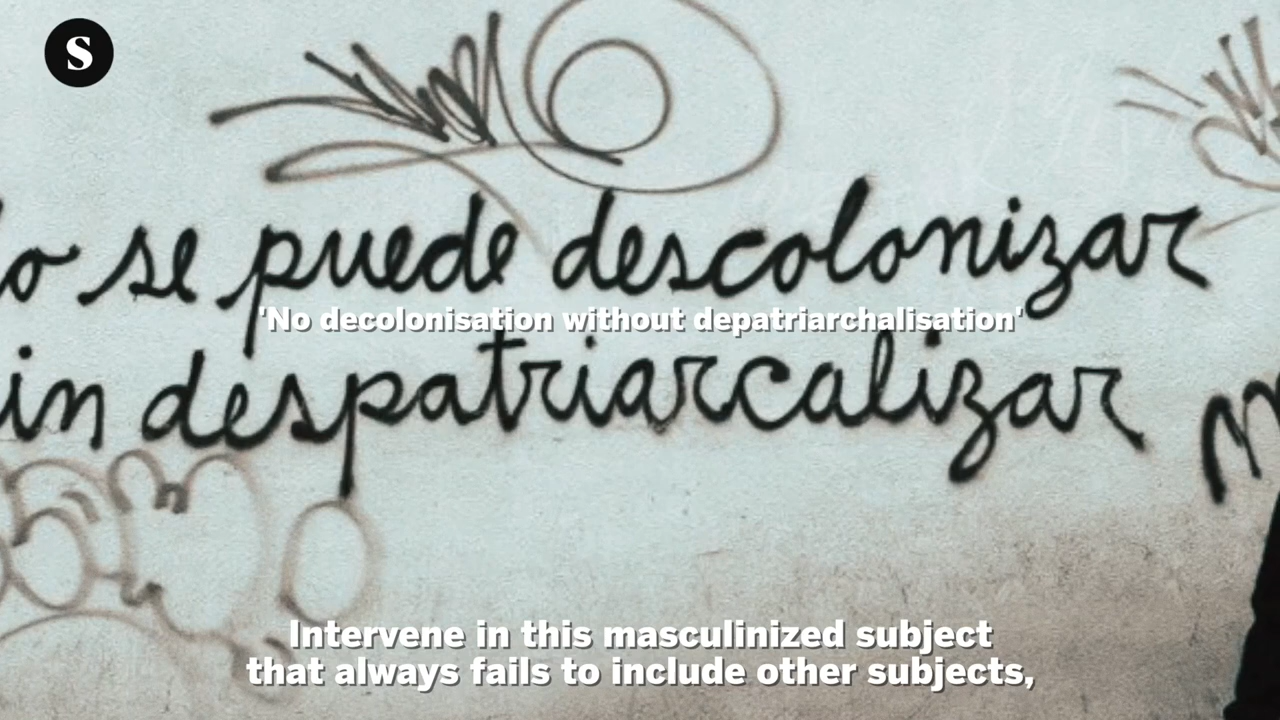 S
o se puede descolonizar
'No decolonisation without depatriarchalisation'
in despatriarcalizar
Intervene in this masculinized subject
that always fails to include other subjects,